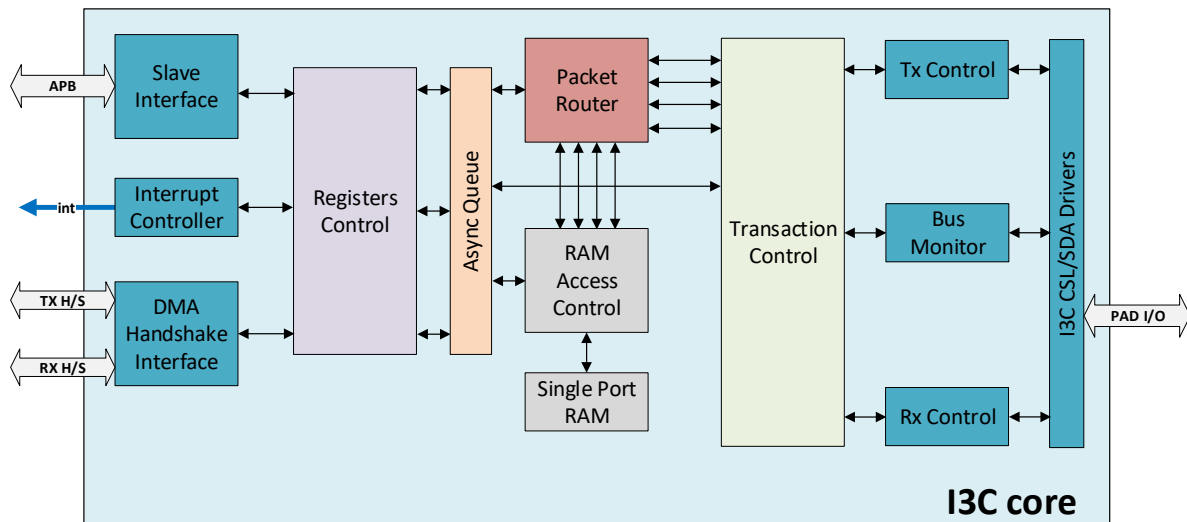 APB
Slave
Interface
int
Interrupt
Controller
TX H/S
RX H/S
DMA
Handshake
Interface
Registers
Control
Async Queue
Packet
Router
RAM
Access
Control
Single Port
RAM
Transaction
Control
Tx Control
Bus
Monitor
Rx Control
I3C CSL/SDA Drivers
PAD I/O
I3C core